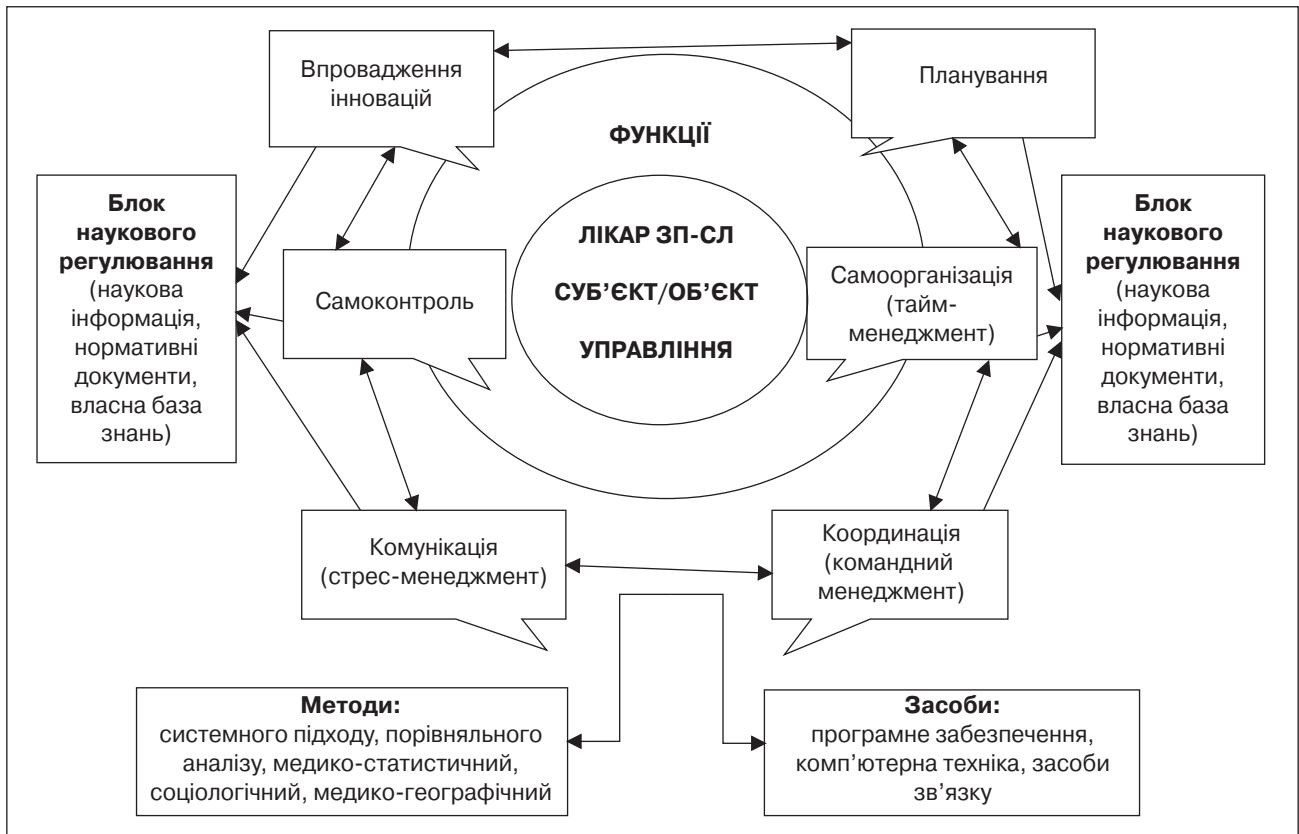 Впровадження
інновацій
Планування
ФУНКЦІЇ
Блок
наукового
регулювання
(наукова
інформація,
нормативні
документи,
власна база
знань)
Самоконтроль
ЛІКАР ЗП-СЛ
СУБ’ЄКТ/ОБ’ЄКТ
УПРАВЛІННЯ
Самоорганізація
(тайм-
менеджмент)
Блок
наукового
регулювання
(наукова
інформація,
нормативні
документи,
власна база
знань)
Комунікація
(стрес-менеджмент)
Координація
(командний
менеджмент)
Методи:
системного підходу, порівняльного
аналізу, медико-статистичний,
соціологічний, медико-географічний
Засоби:
програмне забезпечення,
комп’ютерна техніка, засоби
зв’язку